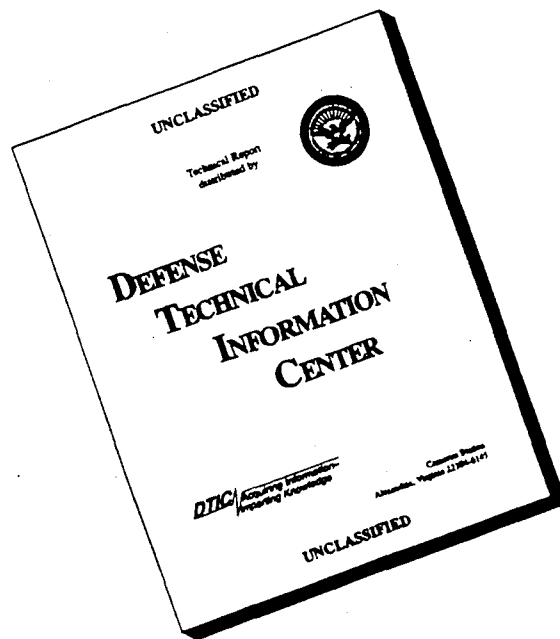 UNCLASSIFIED
Technical Report
distributed by
DEFENSE
TECHNICAL
INFORMATION
CENTER
DTIC
Acquiring Information-
Imparting Knowledge
Cameron Station
Alexandria, Virginia 22304-6145
UNCLASSIFIED